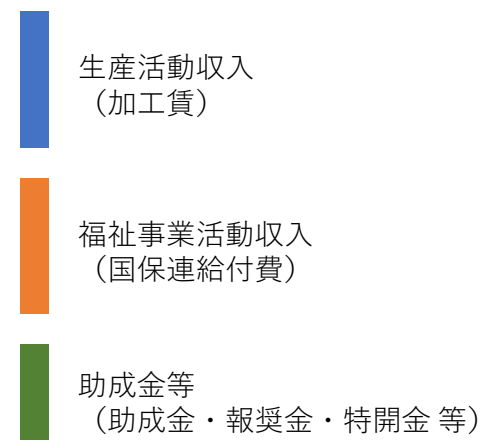 生産活動収入
（加工賃）
福祉事業活動収入
（国保連給付費）
助成金等
（助成金・報奨金・特開金 等）